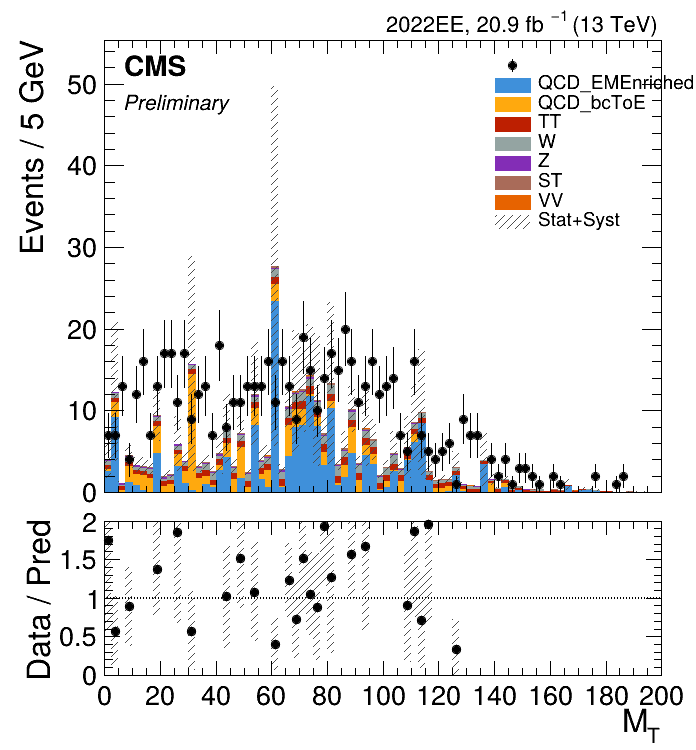 2022EE, 20.9 fb⁻¹ (13 TeV)
CMS
Preliminary
QCD_EMEnriched
QCD_bcToE
TT
W
Z
ST
VV
Stat+Syst
Events / 5 GeV
50
40
30
20
10
0
Data / Pred
2
1.5
1
0.5
0
0 20 40 60 80 100 120 140 160 180 200
M_T